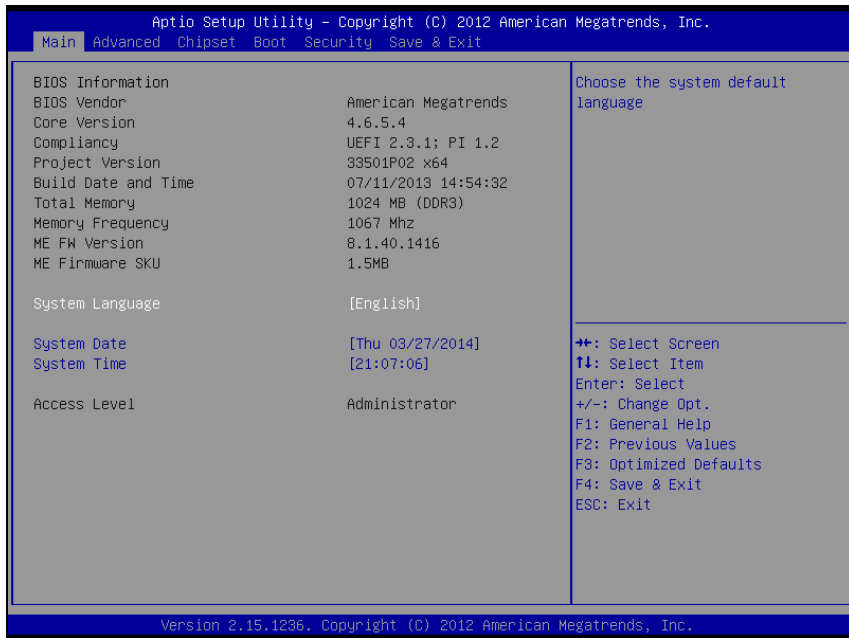 Aptio Setup Utility – Copyright (C) 2012 American Megatrends, Inc.
Main Advanced Chipset Boot Security Save & Exit
BIOS Information
BIOS Vendor American Megatrends
Core Version 4.6.5.4
Compliancy UEFI 2.3.1; PI 1.2
Project Version 33501P02 x64
Build Date and Time 07/11/2013 14:54:32
Total Memory 1024 MB (DDR3)
Memory Frequency 1067 Mhz
ME FW Version 8.1.40.1416
ME Firmware SKU 1.5MB
System Language [English]
System Date [Thu 03/27/2014]
System Time [21:07:06]
Access Level Administrator
Choose the system default
language
→←: Select Screen
↑↓: Select Item
Enter: Select
+/-: Change Opt.
F1: General Help
F2: Previous Values
F3: Optimized Defaults
F4: Save & Exit
ESC: Exit
Version 2.15.1236. Copyright (C) 2012 American Megatrends, Inc.